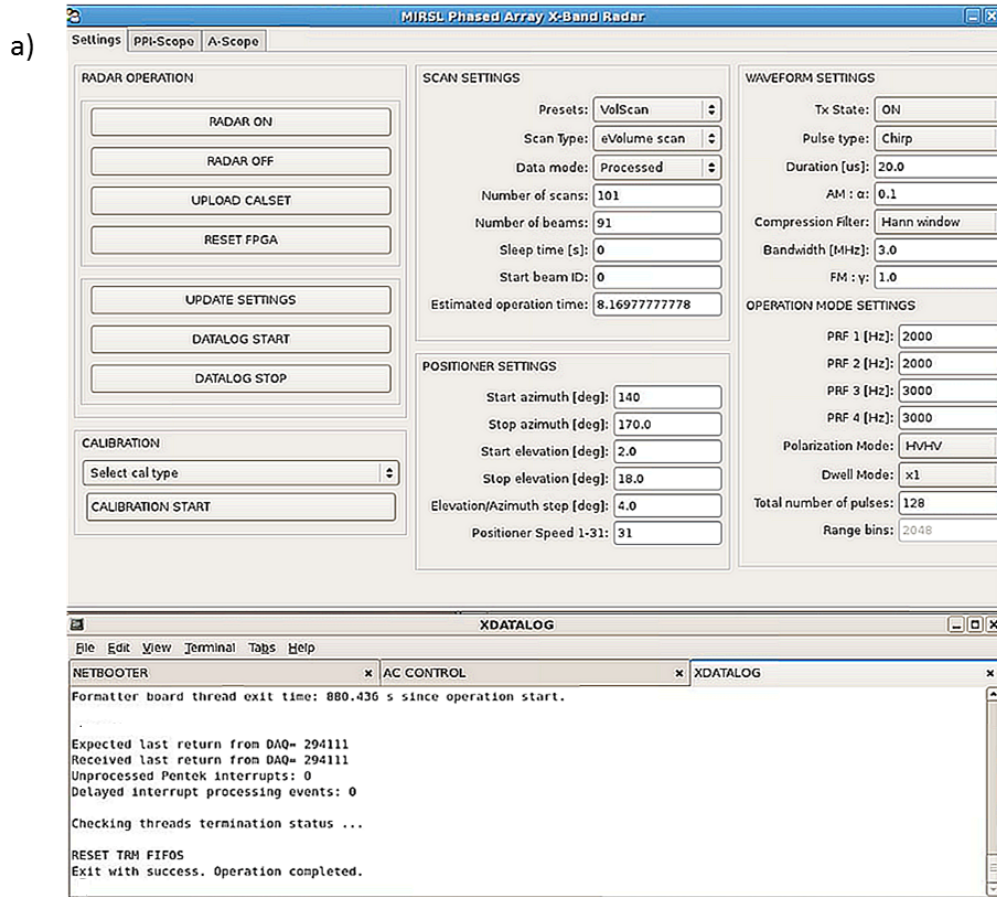 a)
MIRSL Phased Array X-Band Radar
Settings
PPI-Scope
A-Scope
RADAR OPERATION
RADAR ON
RADAR OFF
UPLOAD CALSET
RESET FPGA
UPDATE SETTINGS
DATALOG START
DATALOG STOP
CALIBRATION
Select cal type
CALIBRATION START
SCAN SETTINGS
Presets: VolScan
Scan Type: eVolume scan
Data mode: Processed
Number of scans: 101
Number of beams: 91
Sleep time [s]: 0
Start beam ID: 0
Estimated operation time: 8.16977777778
POSITIONER SETTINGS
Start azimuth [deg]: 140
Stop azimuth [deg]: 170.0
Start elevation [deg]: 2.0
Stop elevation [deg]: 18.0
Elevation/Azimuth step [deg]: 4.0
Positioner Speed 1-31: 31
WAVEFORM SETTINGS
Tx State: ON
Pulse type: Chirp
Duration [us]: 20.0
AM : α: 0.1
Compression Filter: Hann window
Bandwidth [MHz]: 3.0
FM : γ: 1.0
OPERATION MODE SETTINGS
PRF 1 [Hz]: 2000
PRF 2 [Hz]: 2000
PRF 3 [Hz]: 3000
PRF 4 [Hz]: 3000
Polarization Mode: HVHV
Dwell Mode: x1
Total number of pulses: 128
Range bins: 2048
XDATALOG
File Edit View Terminal Tabs Help
NETBOOTER
AC CONTROL
XDATALOG
Formatter board thread exit time: 880.436 s since operation start.
Expected last return from DAQ= 294111
Received last return from DAQ= 294111
Unprocessed Pentek interrupts: 0
Delayed interrupt processing events: 0
Checking threads termination status ...
RESET TRM FIFOS
Exit with success. Operation completed.